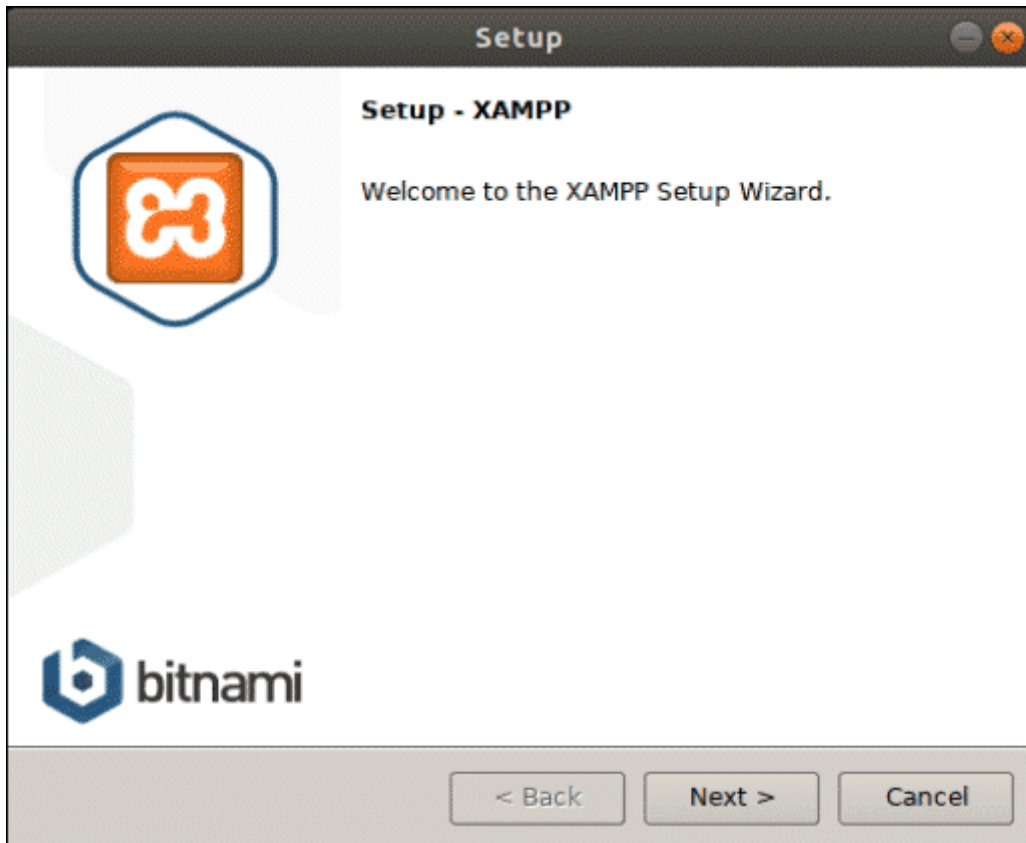 Setup
Setup - XAMPP
Welcome to the XAMPP Setup Wizard.
bitnami
< Back
Next >
Cancel